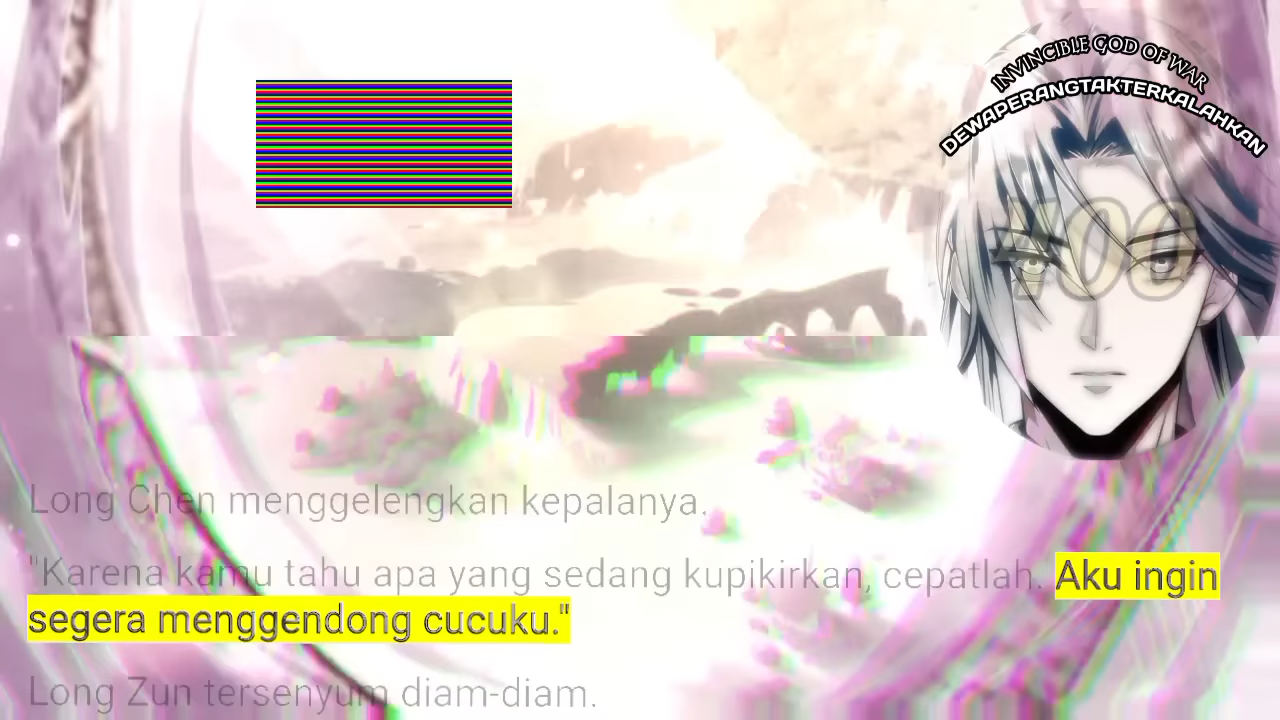 INVINCIBLE GOD OF WAR
DEWAPERANGTAKTERKALAHKAN
Long Chen menggelengkan kepalanya.
"Karena kamu tahu apa yang sedang kupikirkan, cepatlah. Aku ingin
segera menggendong cucuku."
Long Zun tersenyum diam-diam.